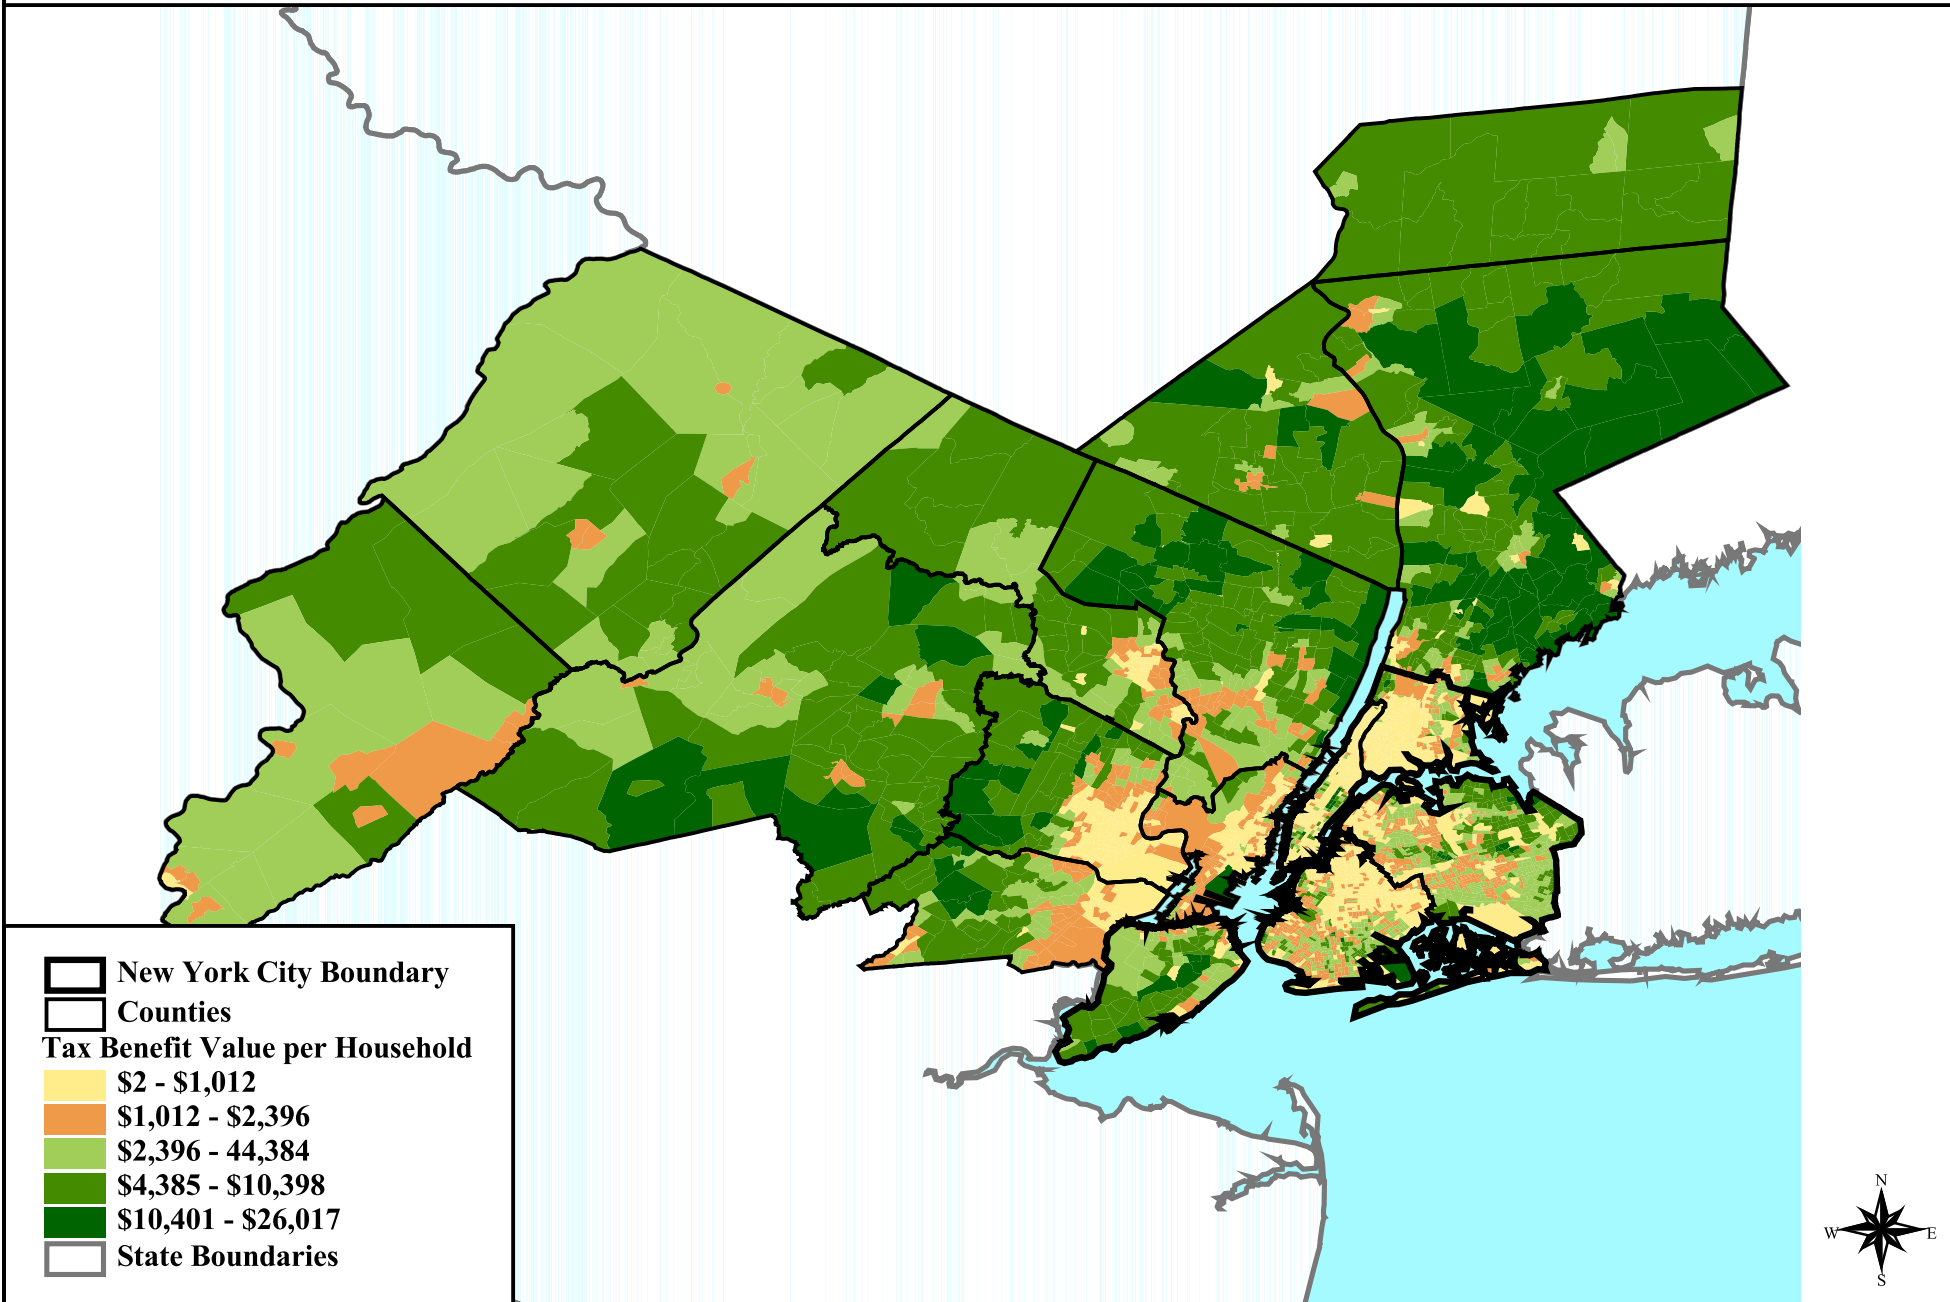 New York City Boundary
Counties
Tax Benefit Value per Household
$2 - $1,012
$1,012 - $2,396
$2,396 - 44,384
$4,385 - $10,398
$10,401 - $26,017
State Boundaries
N
W E
S